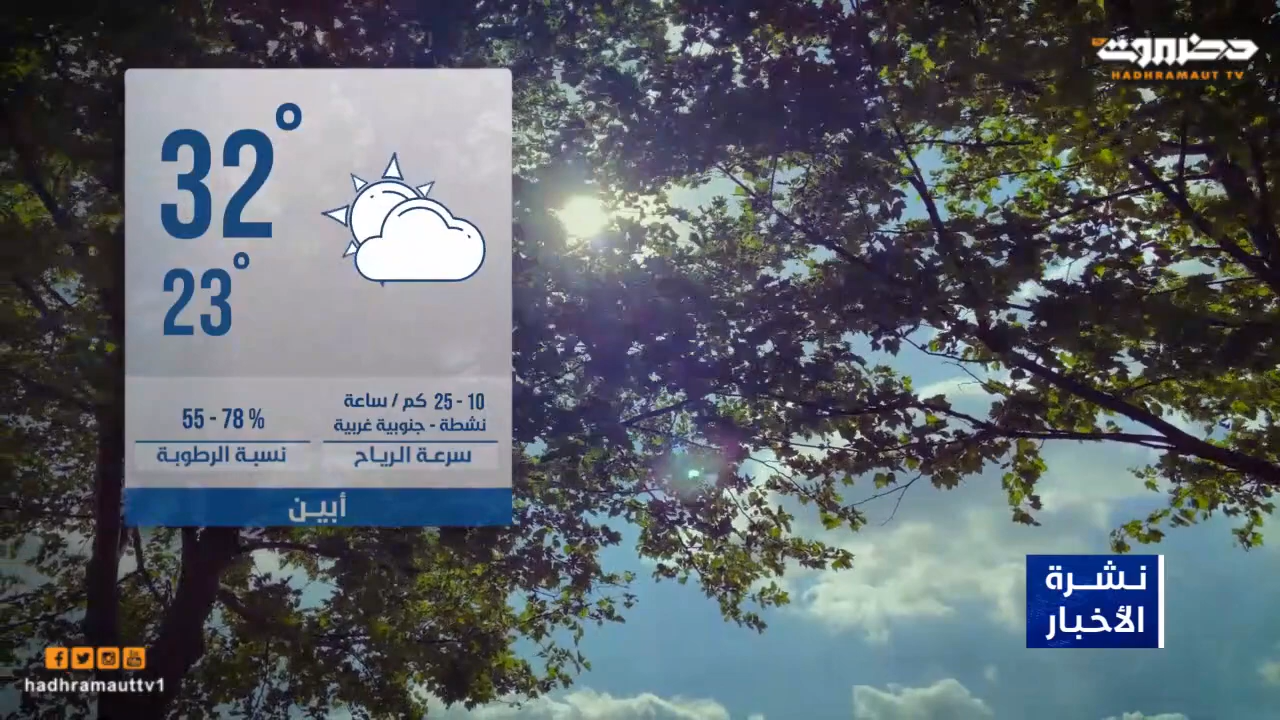 حضرموت
HADHRAMAUT TV
32°
23°
10 - 25 كم / ساعة
نشطة - جنوبية غربية
سرعة الرياح
55 - 78 %
نسبة الرطوبة
أبين
نشرة
الأخبار
hadhramauttv1